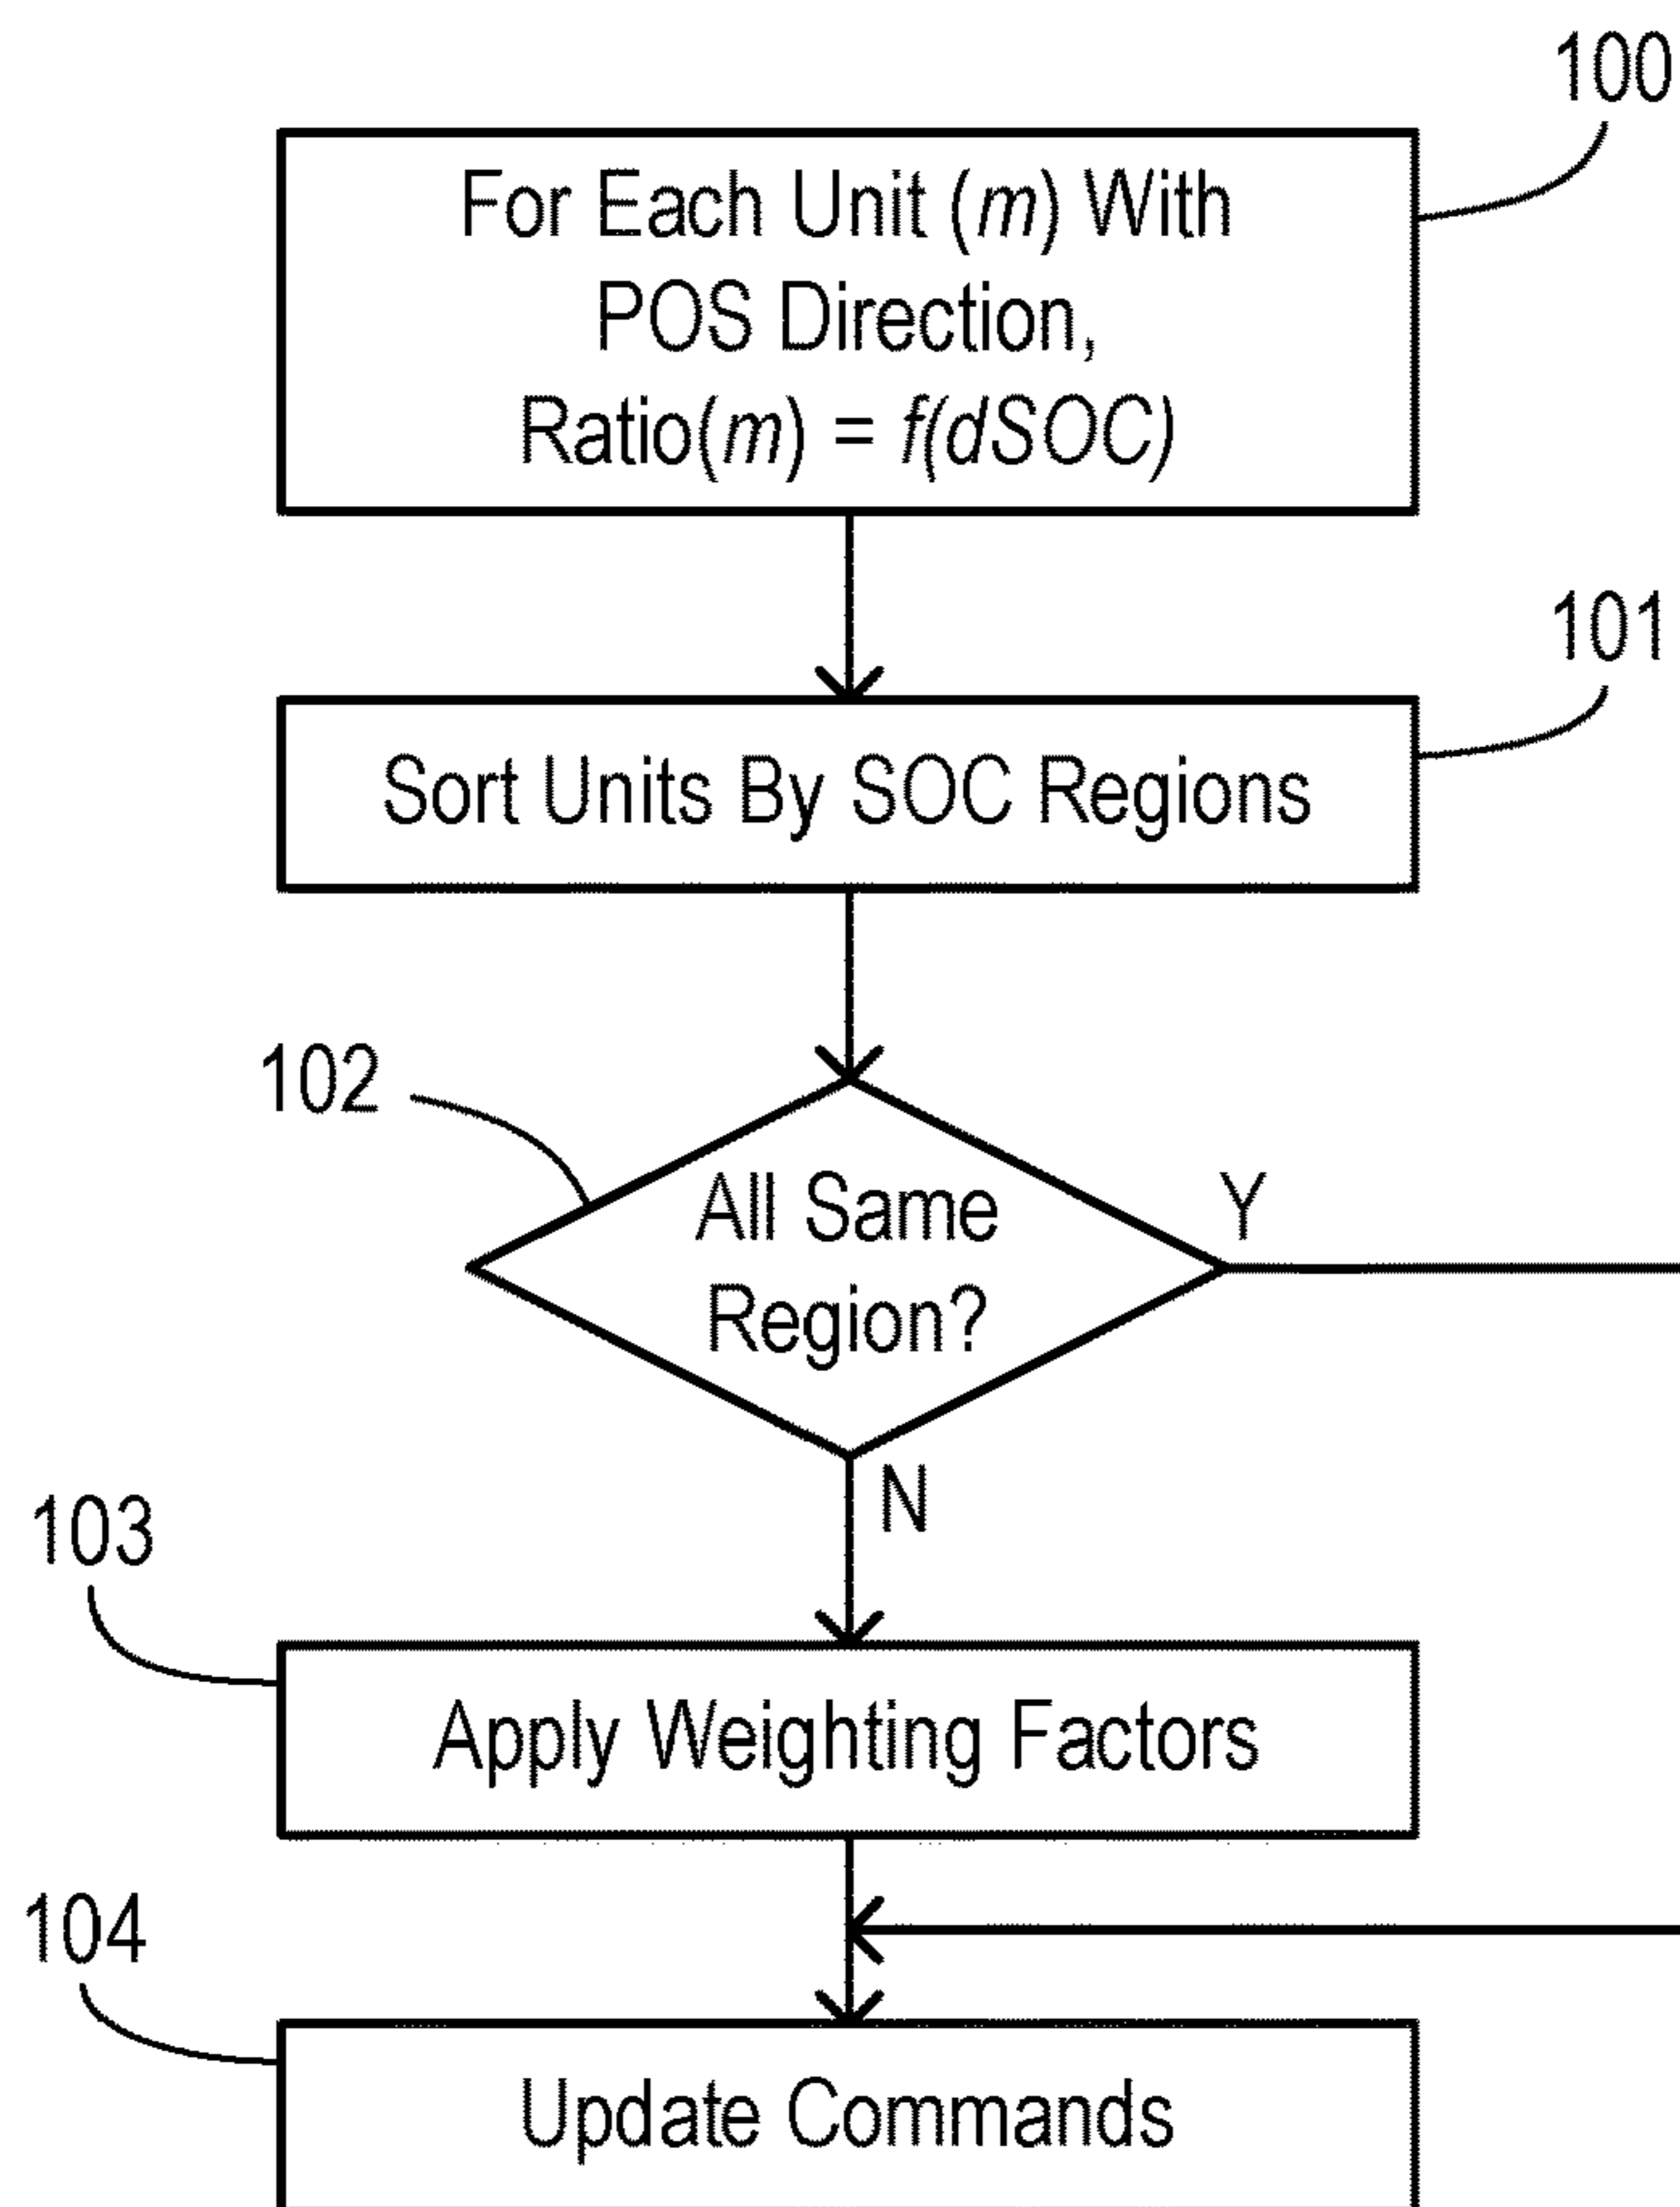 100
For Each Unit (m) With
POS Direction,
Ratio(m) = f(dSOC)
101
Sort Units By SOC Regions
102
All Same
Region?
Y
N
103
Apply Weighting Factors
104
Update Commands